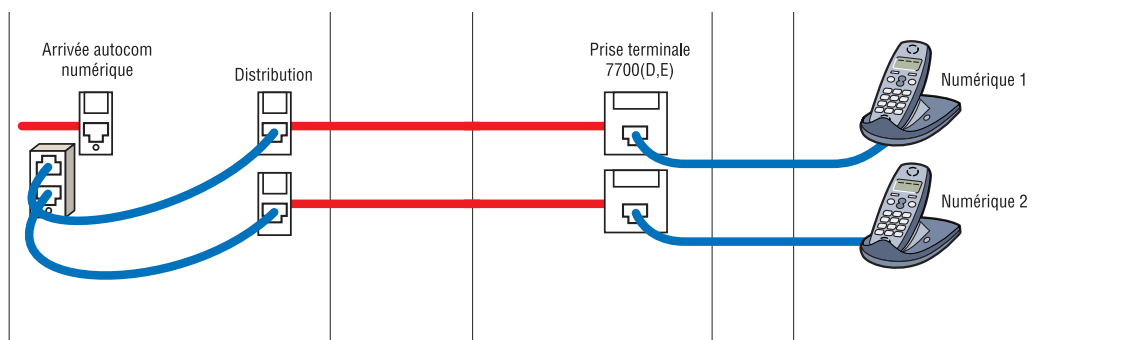 Arrivée autocom
numérique
Distribution
Prise terminale
7700(D,E)
Numérique 1
Numérique 2